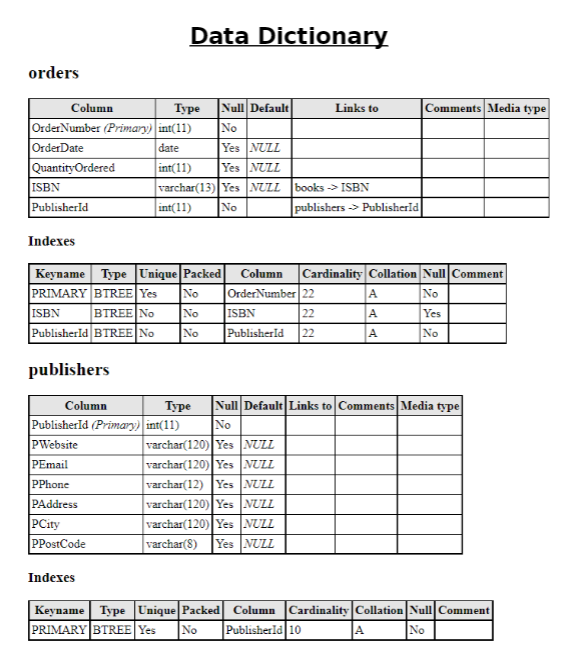 Data Dictionary
orders
Column Type Null Default Links to Comments Media type
OrderNumber (Primary) int(11) No
OrderDate date Yes NULL
QuantityOrdered int(11) Yes NULL
ISBN varchar(13) Yes NULL books -> ISBN
PublisherId int(11) No publishers -> PublisherId
Indexes
Keyname Type Unique Packed Column Cardinality Collation Null Comment
PRIMARY BTREE Yes No OrderNumber 22 A No
ISBN BTREE No No ISBN 22 A Yes
PublisherId BTREE No No PublisherId 22 A No
publishers
Column Type Null Default Links to Comments Media type
PublisherId (Primary) int(11) No
PWebsite varchar(120) Yes NULL
PEmail varchar(120) Yes NULL
PPhone varchar(12) Yes NULL
PAddress varchar(120) Yes NULL
PCity varchar(120) Yes NULL
PPostCode varchar(8) Yes NULL
Indexes
Keyname Type Unique Packed Column Cardinality Collation Null Comment
PRIMARY BTREE Yes No PublisherId 10 A No